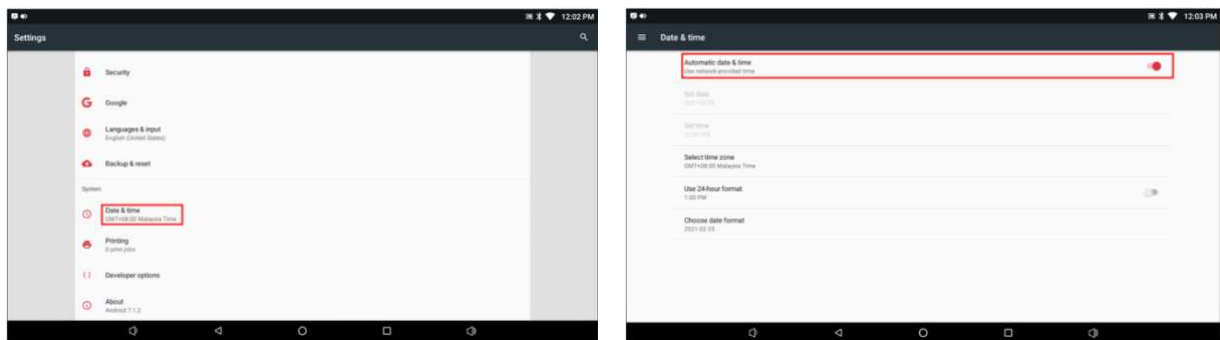 12:02 PM
Settings
Security
Google
Languages & input
English (United States)
Backup & reset
System
Date & time
GMT+08:00 Malaysia Time
Printing
0 print jobs
Developer options
About
Android 7.1.2
12:03 PM
Date & time
Automatic date & time
Use network-provided time
Set date
Set time
Select time zone
GMT+08:00 Malaysia Time
Use 24-hour format
1:00 PM
Choose date format